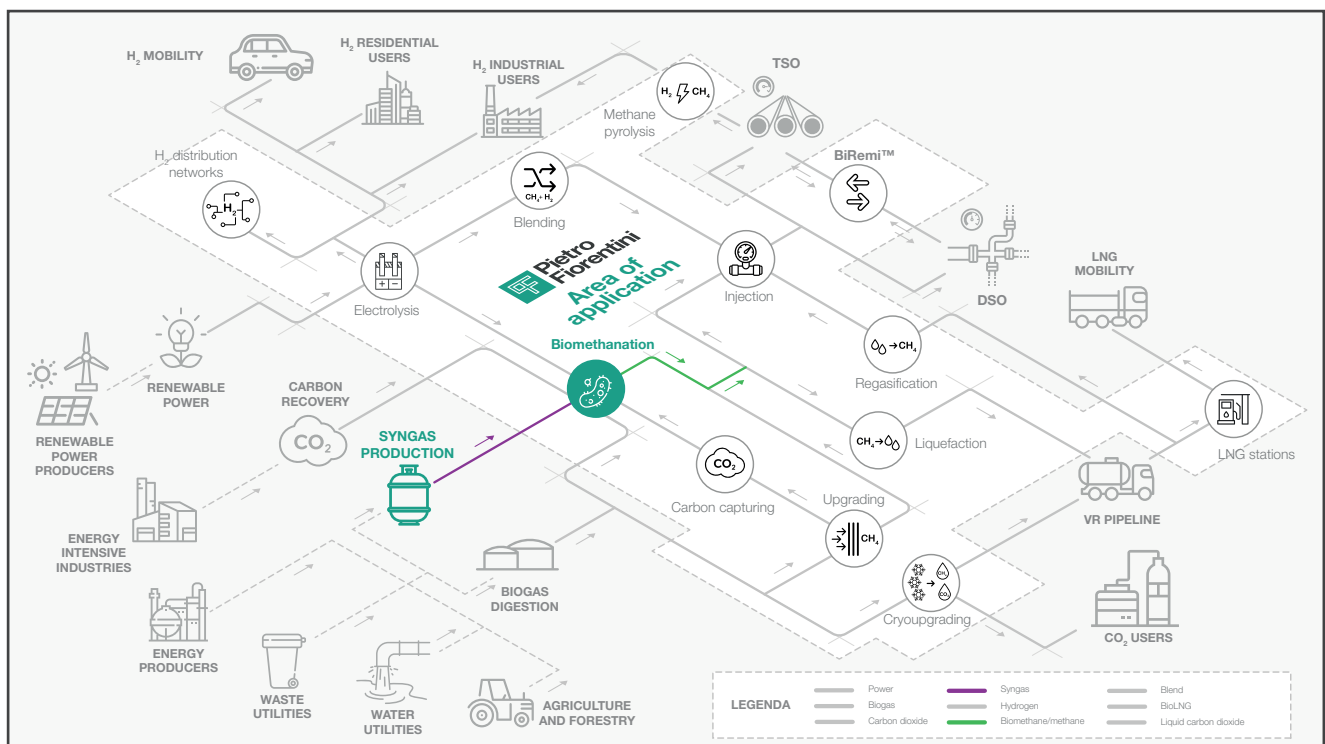 H₂ MOBILITY
H₂ RESIDENTIAL
USERS
H₂ INDUSTRIAL
USERS
H₂ ⚡ CH₄
Methane
pyrolysis
TSO
BiRemi™
H₂ distribution
networks
H₂
CH₄+ H₂
Blending
Pietro
Fiorentini
Area of
application
Electrolysis
+ −
Injection
DSO
LNG
MOBILITY
→CH₄
Regasification
RENEWABLE
POWER
RENEWABLE
POWER
PRODUCERS
CARBON
RECOVERY
CO₂
Biomethanation
SYNGAS
PRODUCTION
CH₄→
Liquefaction
LNG stations
CO₂
Carbon capturing
Upgrading
CH₄
VR PIPELINE
ENERGY
INTENSIVE
INDUSTRIES
BIOGAS
DIGESTION
CH₄
CO₂
Cryoupgrading
CO₂ USERS
ENERGY
PRODUCERS
WASTE
UTILITIES
WATER
UTILITIES
AGRICULTURE
AND FORESTRY
LEGENDA
Power
Biogas
Carbon dioxide
Syngas
Hydrogen
Biomethane/methane
Blend
BioLNG
Liquid carbon dioxide